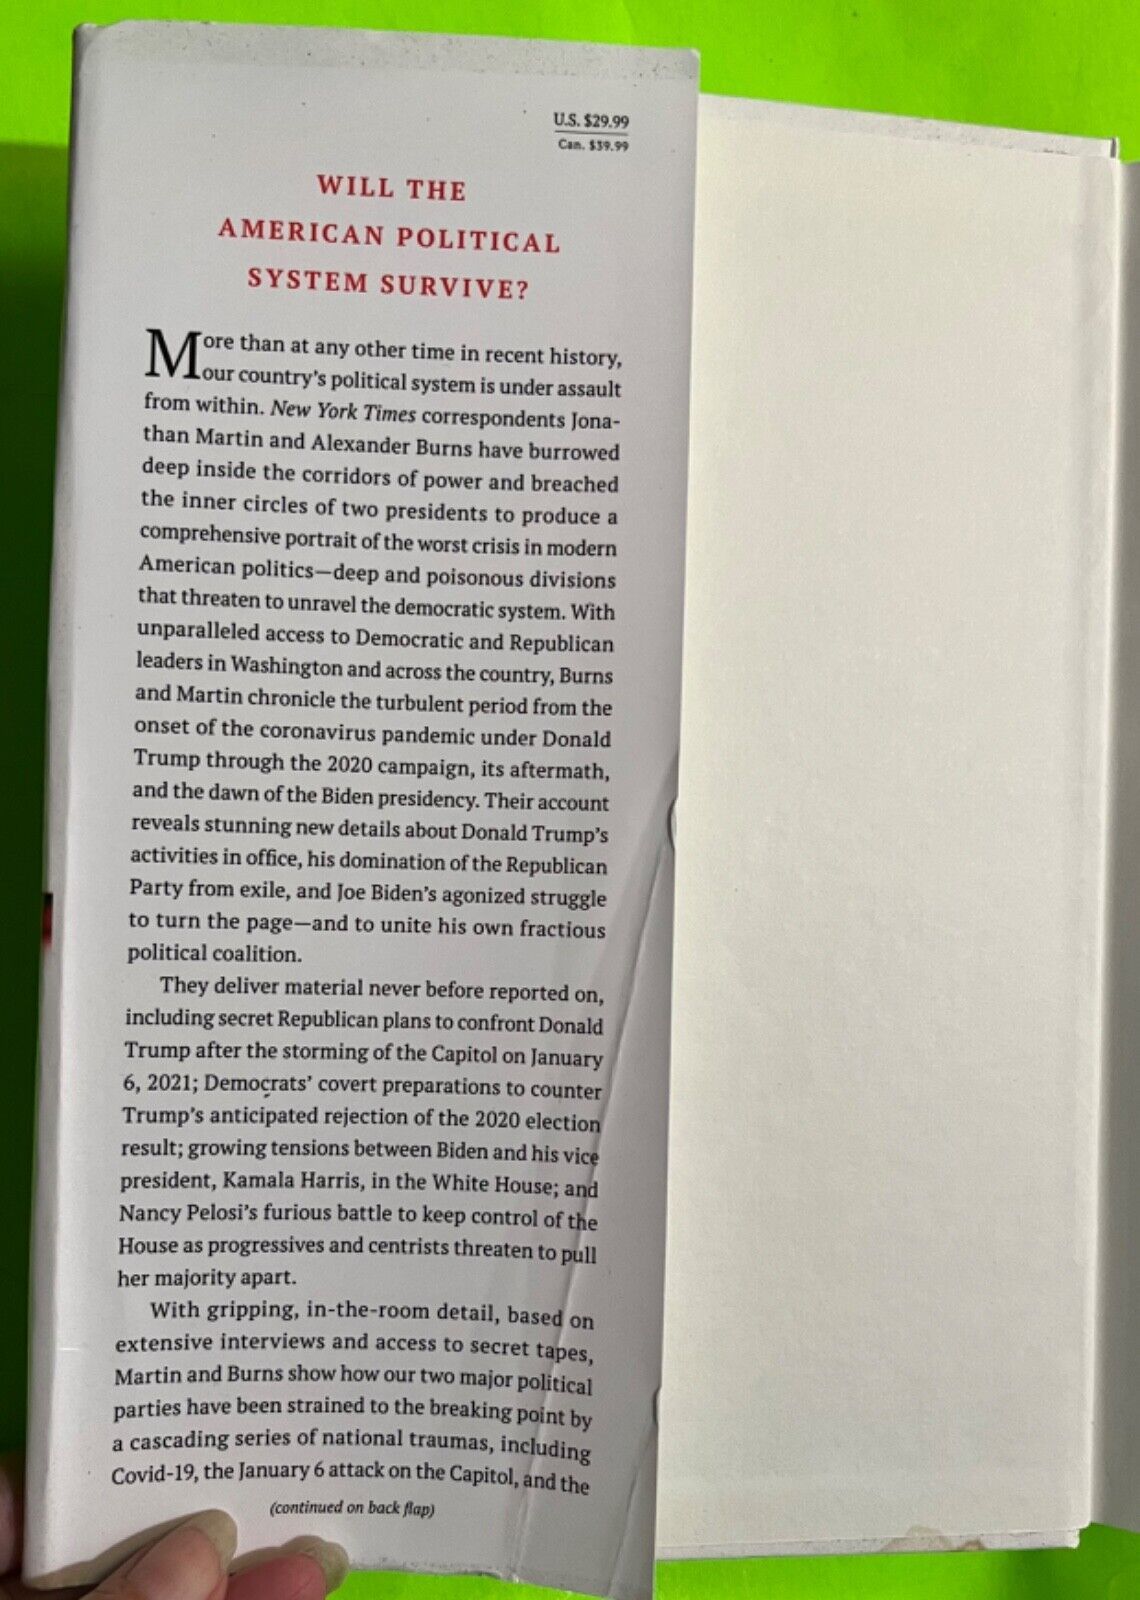 U.S. $29.99
Can. $39.99
WILL THE
AMERICAN POLITICAL
SYSTEM SURVIVE?
More than at any other time in recent history,
our country's political system is under assault
from within. New York Times correspondents Jona-
than Martin and Alexander Burns have burrowed
deep inside the corridors of power and breached
the inner circles of two presidents to produce a
comprehensive portrait of the worst crisis in modern
American politics—deep and poisonous divisions
that threaten to unravel the democratic system. With
unparalleled access to Democratic and Republican
leaders in Washington and across the country, Burns
and Martin chronicle the turbulent period from the
onset of the coronavirus pandemic under Donald
Trump through the 2020 campaign, its aftermath,
and the dawn of the Biden presidency. Their account
reveals stunning new details about Donald Trump's
activities in office, his domination of the Republican
Party from exile, and Joe Biden's agonized struggle
to turn the page—and to unite his own fractious
political coalition.
They deliver material never before reported on,
including secret Republican plans to confront Donald
Trump after the storming of the Capitol on January
6, 2021; Democrats' covert preparations to counter
Trump's anticipated rejection of the 2020 election
result; growing tensions between Biden and his vice
president, Kamala Harris, in the White House; and
Nancy Pelosi's furious battle to keep control of the
House as progressives and centrists threaten to pull
her majority apart.
With gripping, in-the-room detail, based on
extensive interviews and access to secret tapes,
Martin and Burns show how our two major political
parties have been strained to the breaking point by
a cascading series of national traumas, including
Covid-19, the January 6 attack on the Capitol, and the
(continued on back flap)